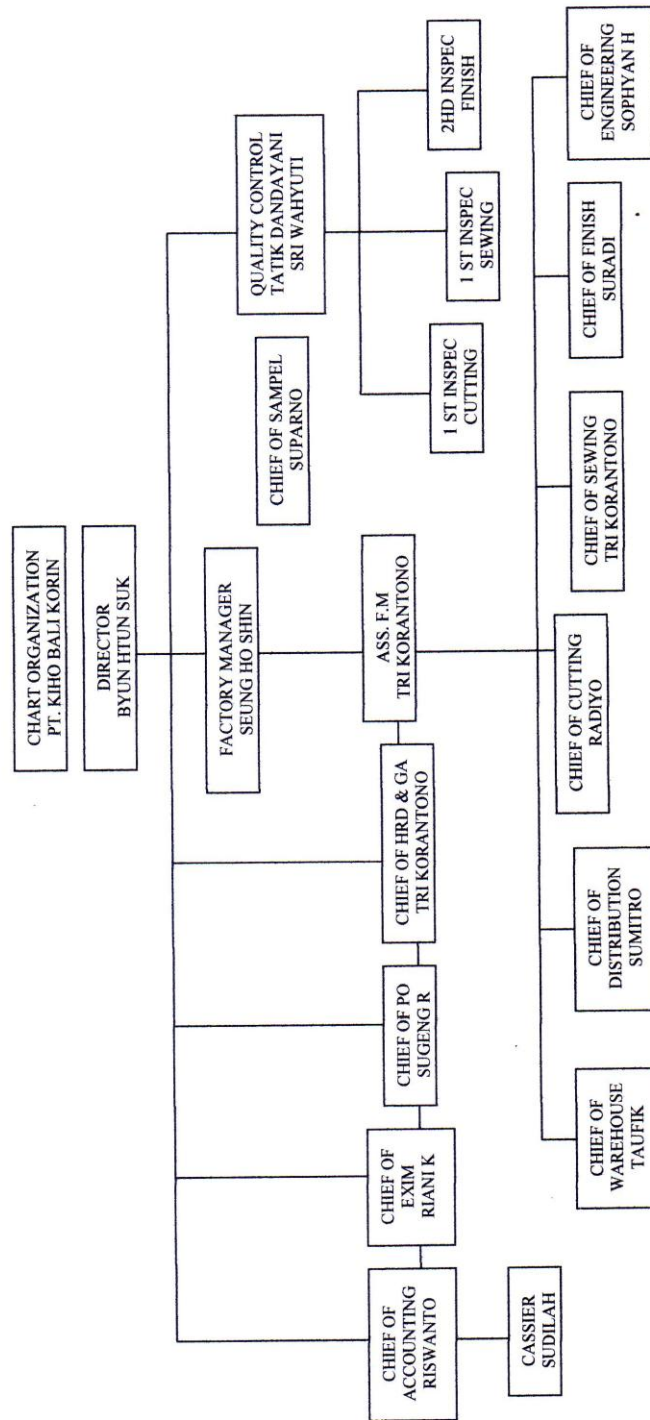 CHART ORGANIZATION
PT. KIHO BALI KORIN
DIRECTOR
BYUN HTUN SUK
FACTORY MANAGER
SEUNG HO SHIN
CHIEF OF SAMPEL
SUPARNO
QUALITY CONTROL
TATIK DANDAYANI
SRI WAHYUTI
CHIEF OF
ACCOUNTING
RISWANTO
CHIEF OF
EXIM
RIANI K
CHIEF OF PO
SUGENG R
CHIEF OF HRD & GA
TRI KORANTONO
ASS. F.M
TRI KORANTONO
1 ST INSPEC
CUTTING
1 ST INSPEC
SEWING
2HD INSPEC
FINISH
CASSIER
SUDILAH
CHIEF OF
WAREHOUSE
TAUFIK
CHIEF OF
DISTRIBUTION
SUMITRO
CHIEF OF CUTTING
RADIYO
CHIEF OF SEWING
TRI KORANTONO
CHIEF OF FINISH
SURADI
CHIEF OF
ENGINEERING
SOPHYAN H